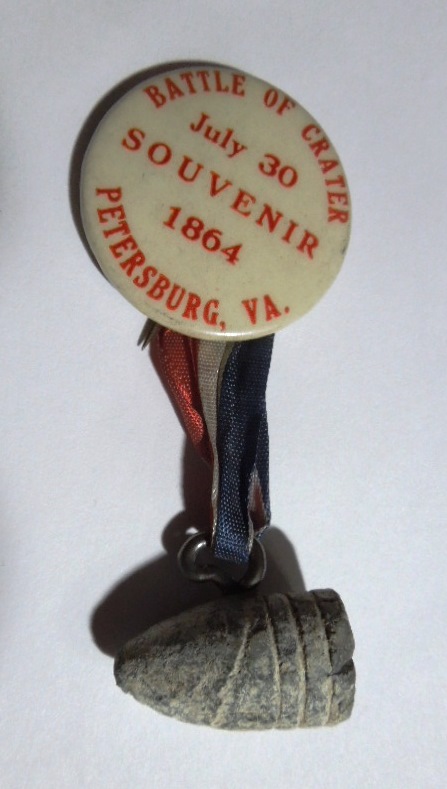 BATTLE OF CRATER
July 30
SOUVENIR
1864
PETERSBURG, VA.